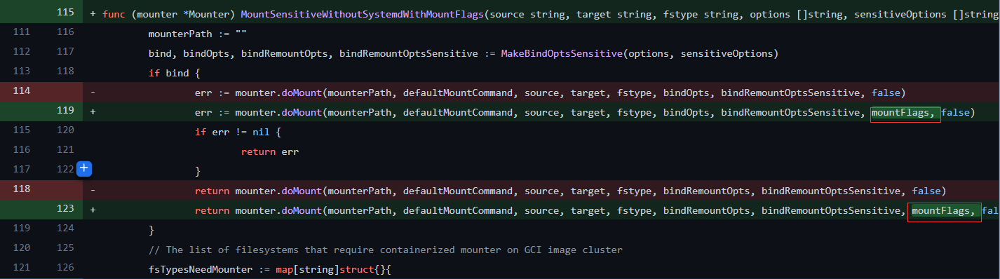 115 + func (mounter *Mounter) MountSensitiveWithoutSystemdWithMountFlags(source string, target string, fstype string, options []string, sensitiveOptions []string
111 116 mounterPath := ""
112 117 bind, bindOpts, bindRemountOpts, bindRemountOptsSensitive := MakeBindOptsSensitive(options, sensitiveOptions)
113 118 if bind {
114 - err := mounter.doMount(mounterPath, defaultMountCommand, source, target, fstype, bindOpts, bindRemountOptsSensitive, false)
119 + err := mounter.doMount(mounterPath, defaultMountCommand, source, target, fstype, bindOpts, bindRemountOptsSensitive, mountFlags, false)
115 120 if err != nil {
116 121 return err
117 122 + }
118 - return mounter.doMount(mounterPath, defaultMountCommand, source, target, fstype, bindRemountOpts, bindRemountOptsSensitive, false)
123 + return mounter.doMount(mounterPath, defaultMountCommand, source, target, fstype, bindRemountOpts, bindRemountOptsSensitive, mountFlags, fal
119 124 }
120 125 // The list of filesystems that require containerized mounter on GCI image cluster
121 126 fsTypesNeedMounter := map[string]struct{}{